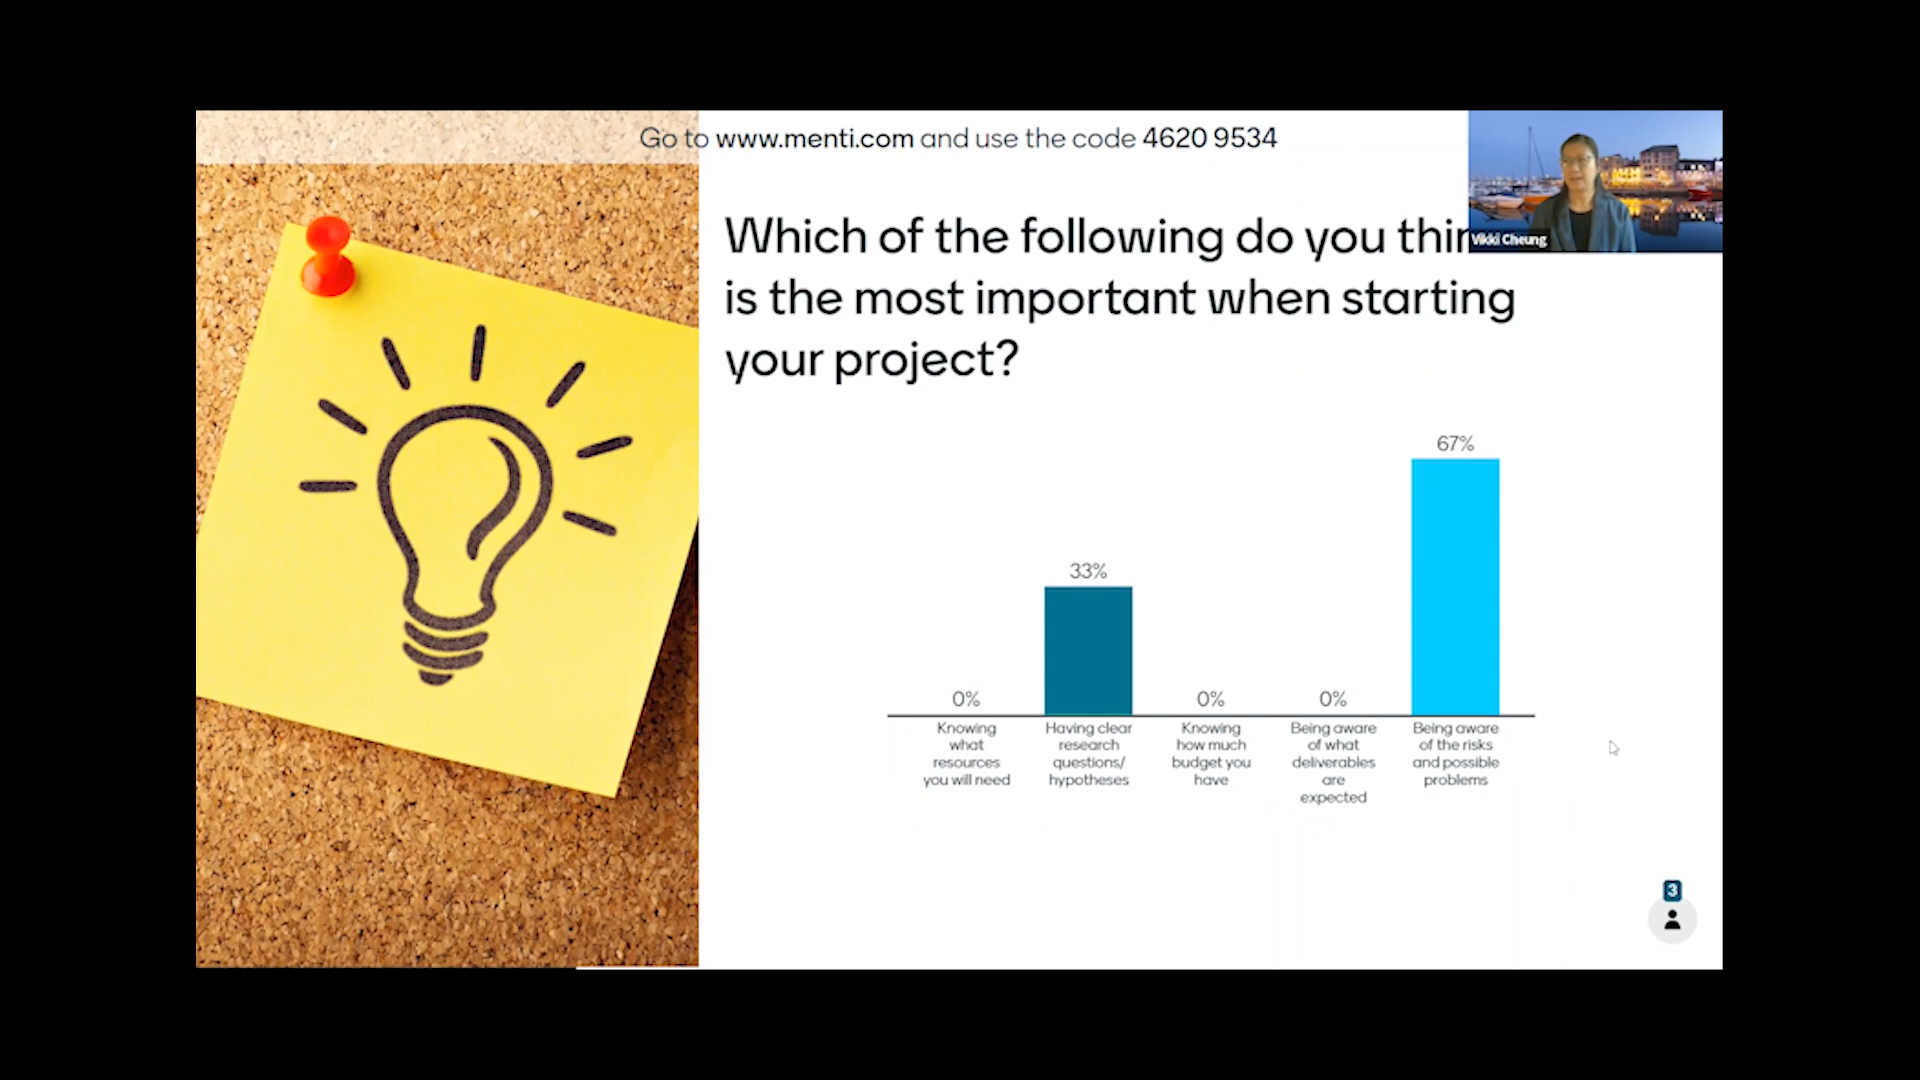 Go to www.menti.com and use the code 4620 9534
Vikki Cheung
Which of the following do you
is the most important when starting
your project?
67%
33%
0%
0%
0%
Knowing
what
resources
you will need
Having clear
research
questions/
hypotheses
Knowing
how much
budget you
have
Being aware
of what
deliverables
are
expected
Being aware
of the risks
and possible
problems
3